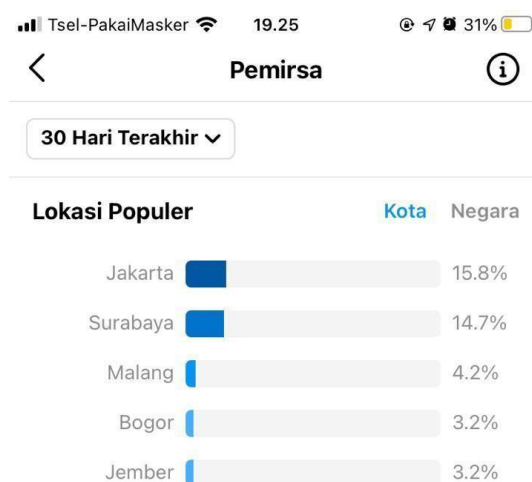 Tsel-PakaiMasker 19.25 31%
Pemirsa
30 Hari Terakhir
Lokasi Populer Kota Negara
Jakarta 15.8%
Surabaya 14.7%
Malang 4.2%
Bogor 3.2%
Jember 3.2%